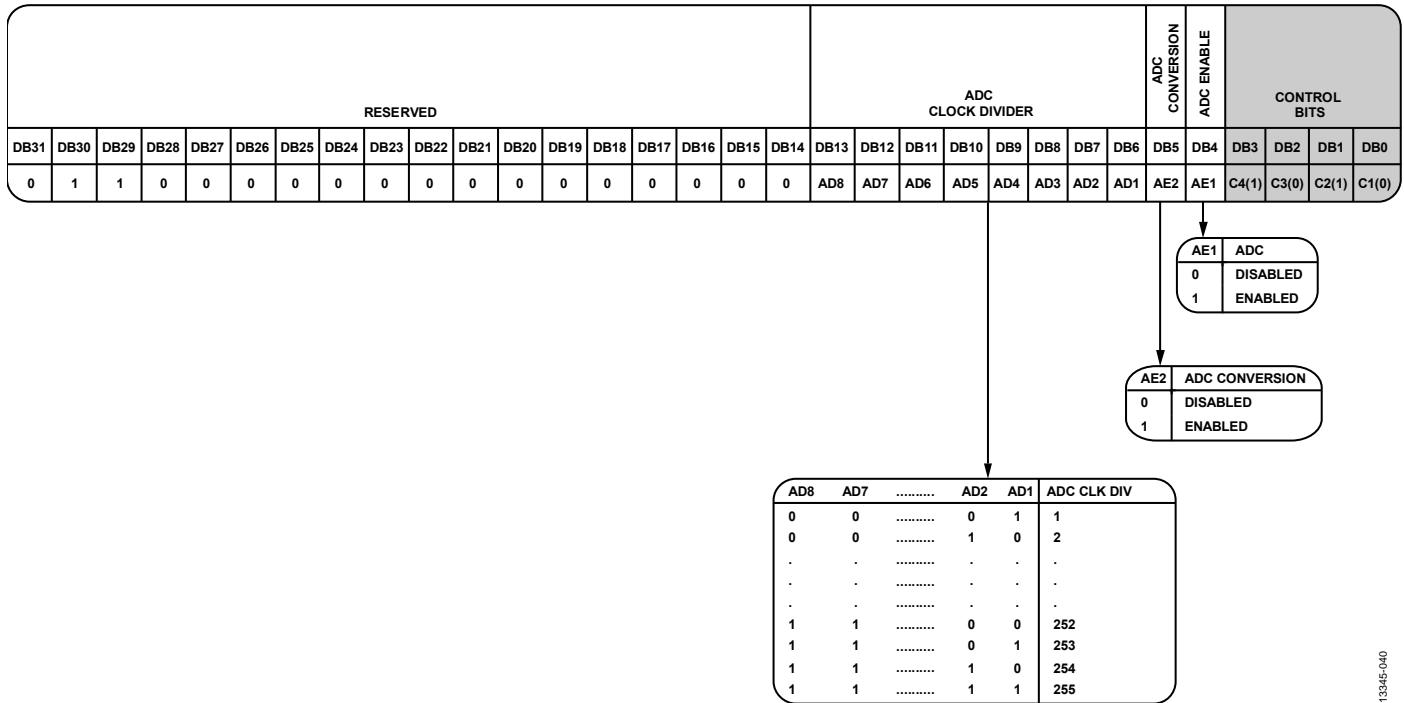 RESERVED
ADC
CLOCK DIVIDER
ADC
CONVERSION
ADC ENABLE
CONTROL
BITS
DB31 DB30 DB29 DB28 DB27 DB26 DB25 DB24 DB23 DB22 DB21 DB20 DB19 DB18 DB17 DB16 DB15 DB14 DB13 DB12 DB11 DB10 DB9 DB8 DB7 DB6 DB5 DB4 DB3 DB2 DB1 DB0
0 1 1 0 0 0 0 0 0 0 0 0 0 0 0 0 0 0 AD8 AD7 AD6 AD5 AD4 AD3 AD2 AD1 AE2 AE1 C4(1) C3(0) C2(1) C1(0)
AE1 ADC
0 DISABLED
1 ENABLED
AE2 ADC CONVERSION
0 DISABLED
1 ENABLED
AD8 AD7 .......... AD2 AD1 ADC CLK DIV
0 0 .......... 0 1 1
0 0 .......... 1 0 2
. . .......... . . .
. . .......... . . .
. . .......... . . .
1 1 .......... 0 0 252
1 1 .......... 0 1 253
1 1 .......... 1 0 254
1 1 .......... 1 1 255
13345-040